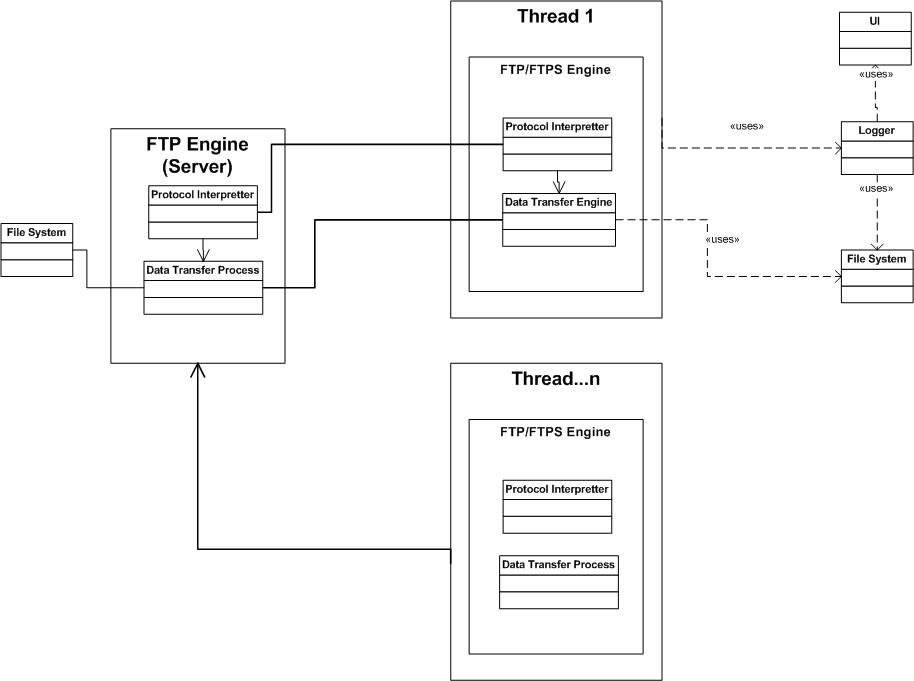 Thread 1
FTP/FTPS Engine
Protocol Interpretter
Data Transfer Engine
UI
«uses»
Logger
«uses»
«uses»
«uses»
File System
FTP Engine
(Server)
Protocol Interpretter
Data Transfer Process
File System
Thread...n
FTP/FTPS Engine
Protocol Interpretter
Data Transfer Process